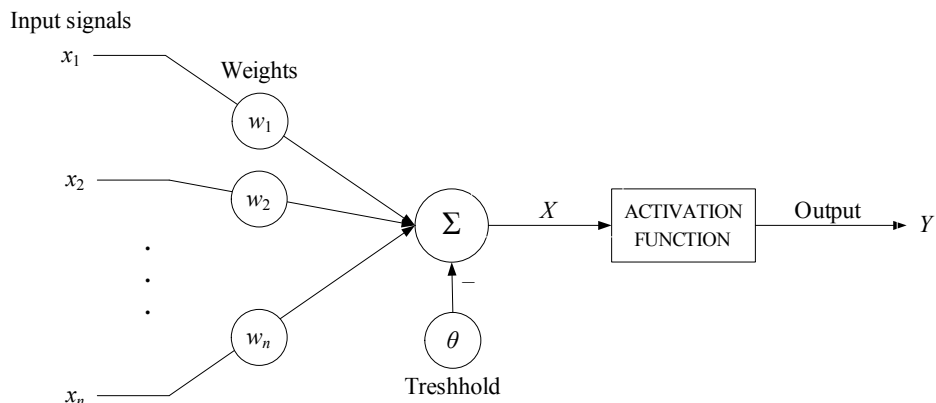 Input signals
x₁
Weights
w₁
x₂
w₂
Σ
X
ACTIVATION
FUNCTION
Output
Y
−
wₙ
θ
Treshhold
xₙ